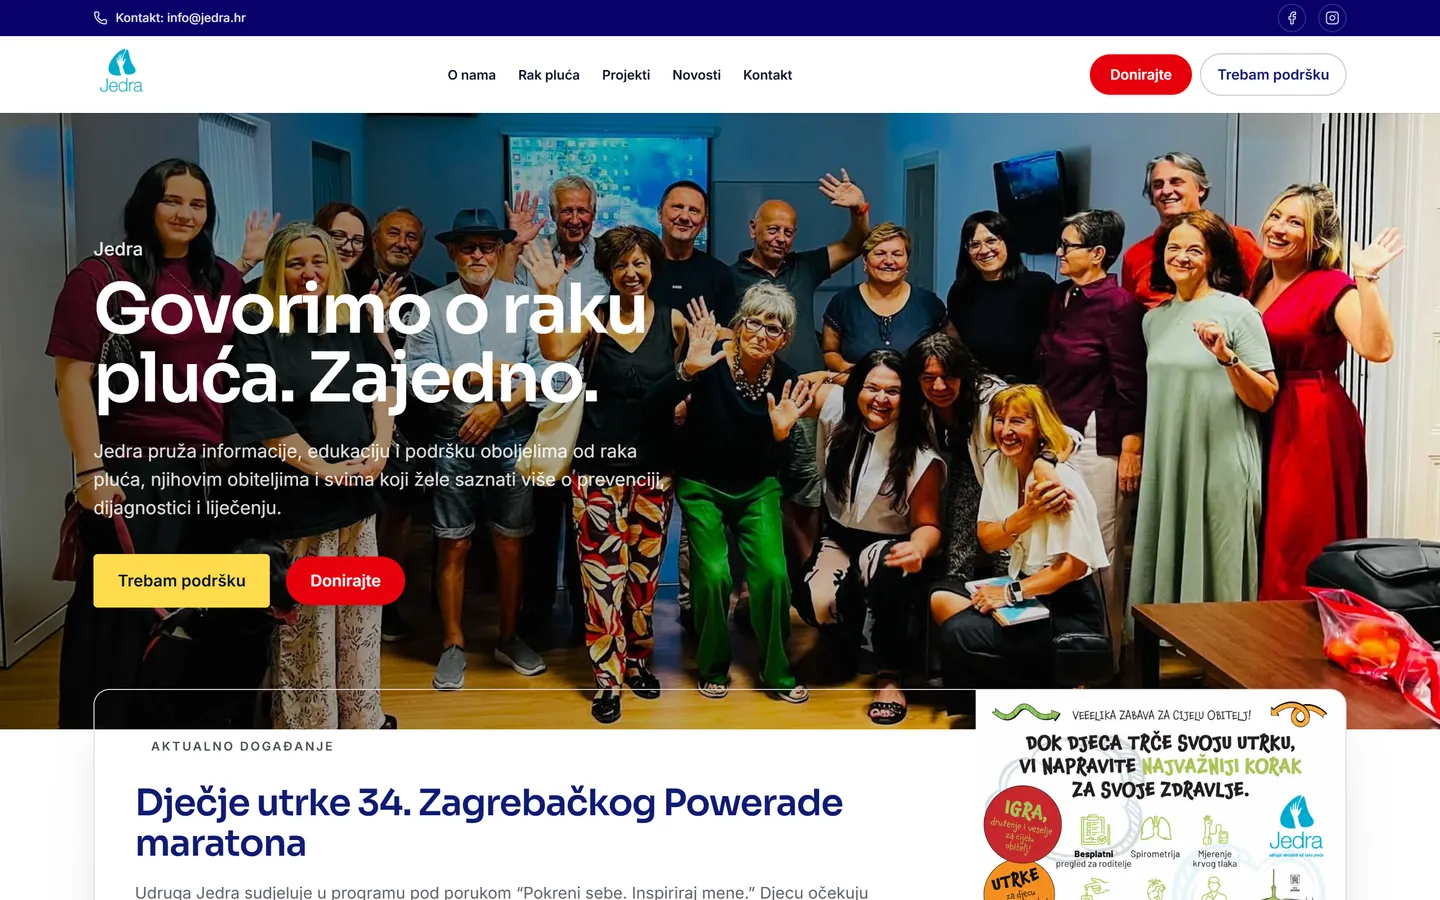 Kontakt: info@jedra.hr
Jedra
O nama
Rak pluća
Projekti
Novosti
Kontakt
Donirajte
Trebam podršku
Jedra
Govorimo o raku
pluća. Zajedno.
Jedra pruža informacije, edukaciju i podršku oboljelima od raka
pluća, njihovim obiteljima i svima koji žele saznati više o prevenciji,
dijagnostici i liječenju.
Trebam podršku
Donirajte
AKTUALNO DOGAĐANJE
Dječje utrke 34. Zagrebačkog Powerade
maratona
Udruga Jedra sudjeluje u programu pod porukom “Pokreni sebe. Inspiriraj mene.” Djecu očekuju
VEEELIKA ZABAVA ZA CIJELU OBITELJ!
DOK DJECA TRČE SVOJU UTRKU,
VI NAPRAVITE NAJVAŽNIJI KORAK
ZA SVOJE ZDRAVLJE.
IGRA,
druženje i veselje
za cijelu
obitelj!
Besplatni
pregled za roditelje
Spirometrija
Mjerenje
krvog tlaka
Jedra
UTRKE
za djecu